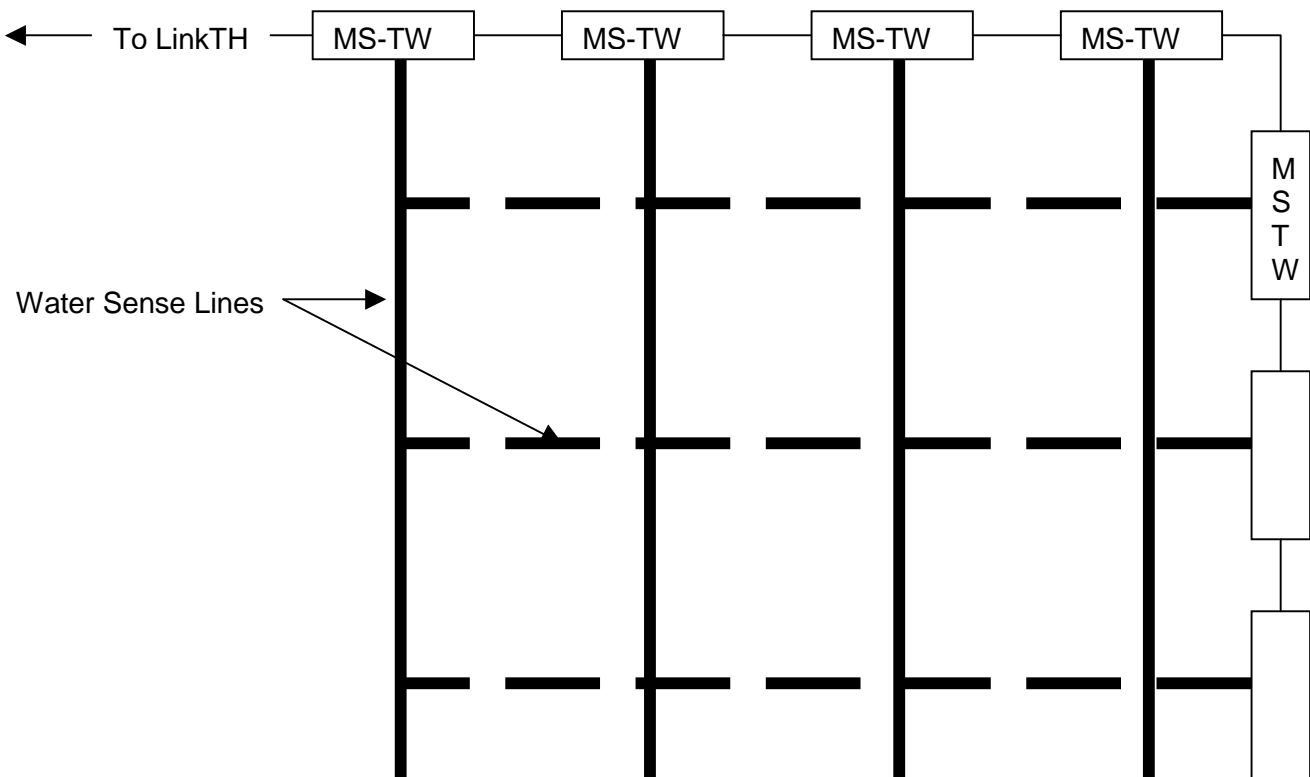 To LinkTH
MS-TW
MS-TW
MS-TW
MS-TW
M
S
T
W
Water Sense Lines